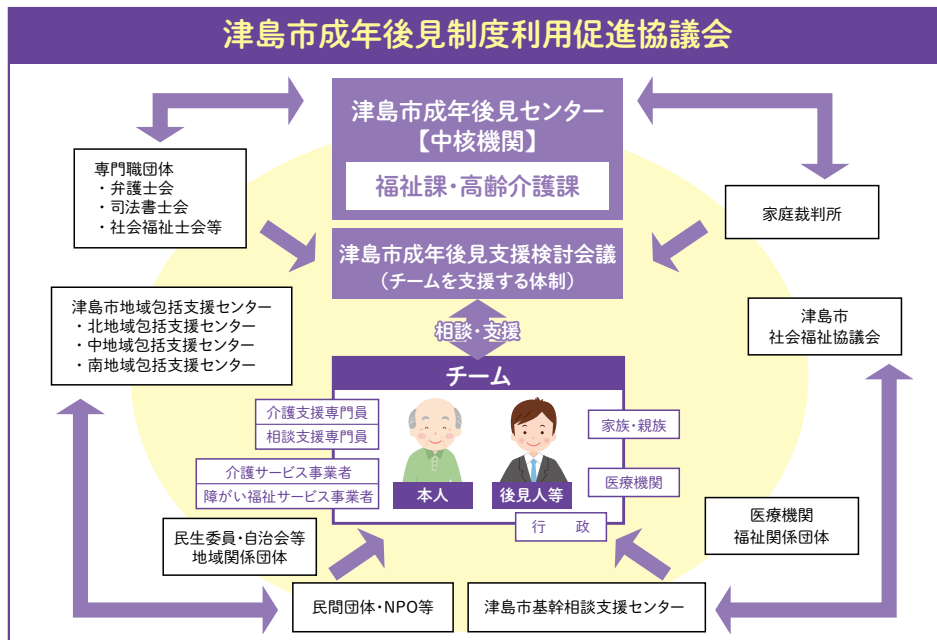 津島市成年後見制度利用促進協議会
津島市成年後見センター
【中核機関】
福祉課・高齢介護課
専門職団体
・弁護士会
・司法書士会
・社会福祉士会等
家庭裁判所
津島市成年後見支援検討会議
（チームを支援する体制）
津島市地域包括支援センター
・北地域包括支援センター
・中地域包括支援センター
・南地域包括支援センター
相談・支援
津島市
社会福祉協議会
チーム
介護支援専門員
相談支援専門員
家族・親族
介護サービス事業者
障がい福祉サービス事業者
本人
後見人等
医療機関
行　政
民生委員・自治会等
地域関係団体
医療機関
福祉関係団体
民間団体・NPO等
津島市基幹相談支援センター